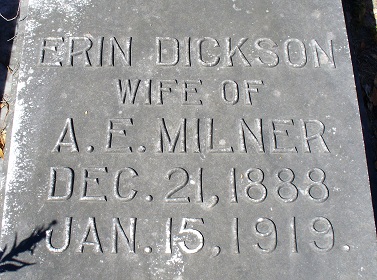 ERIN DICKSON
WIFE OF
A.E. MILNER
DEC. 21, 1888
JAN. 15, 1919.